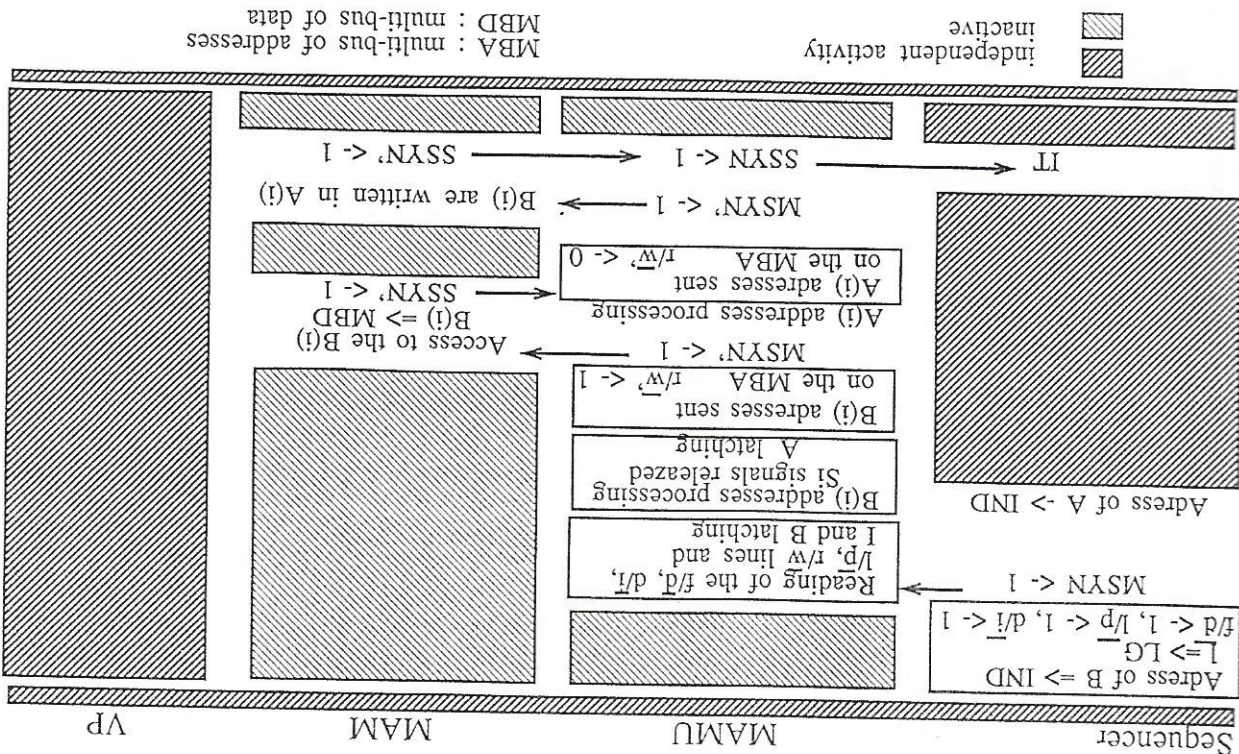 Sequencer MAMU MAM VP
Adress of B => IND
L=> LG
f/d <- 1, l/p <- 1, d/i <- 1
MSYN <- 1
Reading of the f/d, d/i,
l/p, r/w lines and
I and B latching
B(i) addresses processing
Si signals releazed
A latching
Adress of A -> IND
B(i) adresses sent
on the MBA r/w' <- 1
MSYN' <- 1
Access to the B(i)
B(i) => MBD
SSYN' <- 1
A(i) addresses processing
A(i) adresses sent
on the MBA r/w' <- 0
MSYN' <- 1
B(i) are written in A(i)
IT
SSYN <- 1
SSYN' <- 1
independent activity
inactive
MBA : multi-bus of addresses
MBD : multi-bus of data